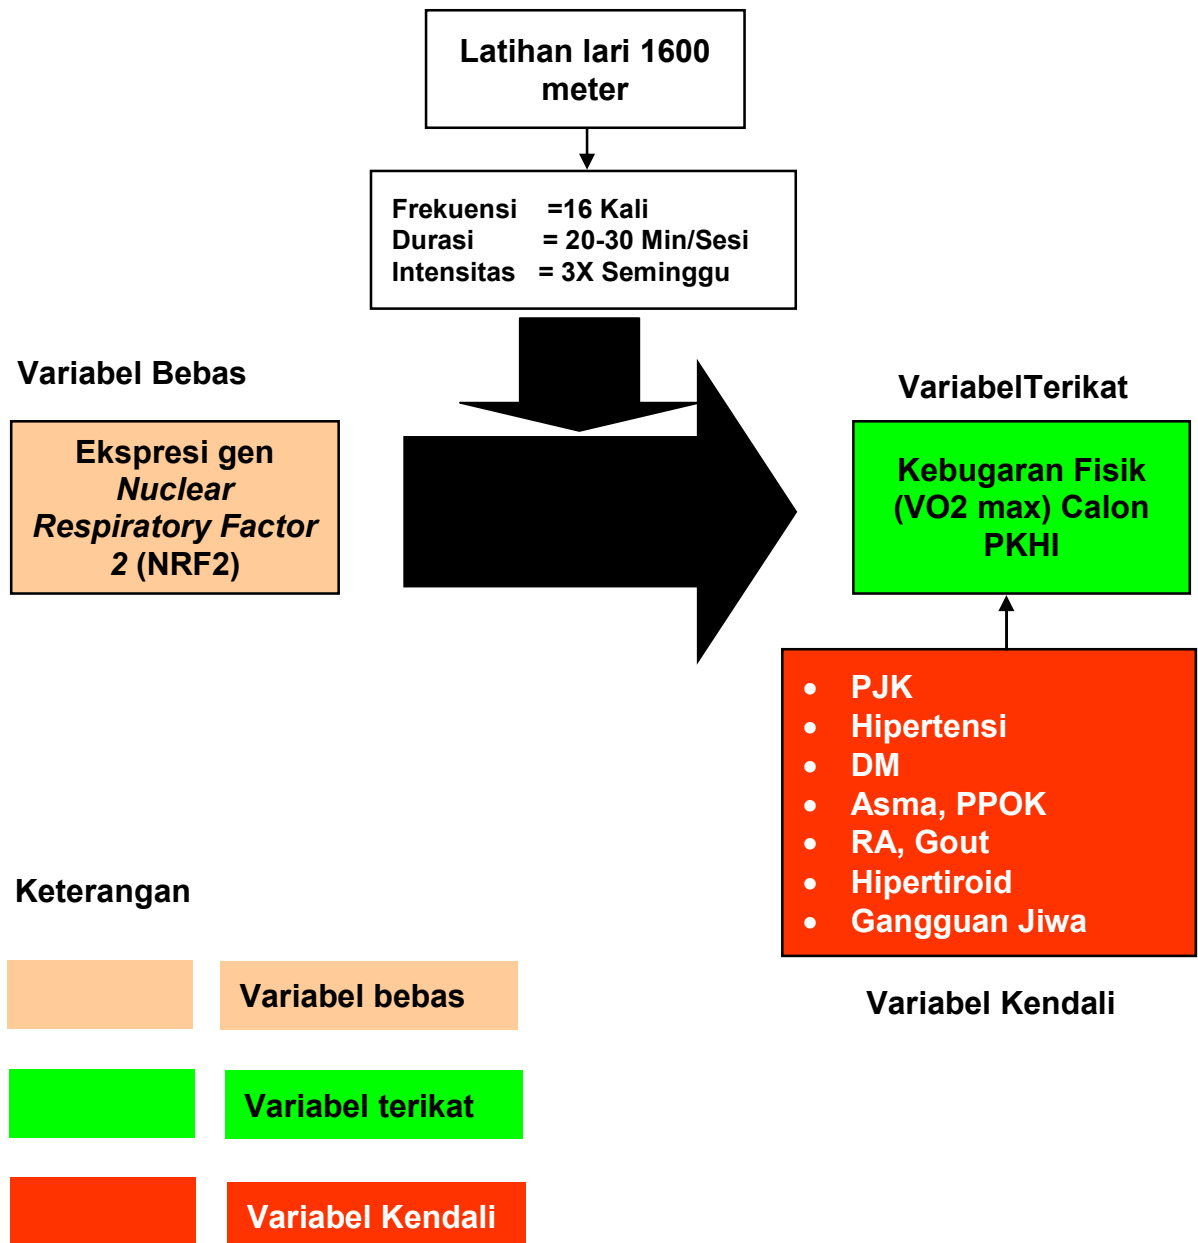 Latihan lari 1600
meter
Frekuensi =16 Kali
Durasi = 20-30 Min/Sesi
Intensitas = 3X Seminggu
Variabel Bebas
Ekspresi gen
Nuclear
Respiratory Factor
2 (NRF2)
VariabelTerikat
Kebugaran Fisik
(VO2 max) Calon
PKHI
• PJK
• Hipertensi
• DM
• Asma, PPOK
• RA, Gout
• Hipertiroid
• Gangguan Jiwa
Variabel Kendali
Keterangan
Variabel bebas
Variabel terikat
Variabel Kendali